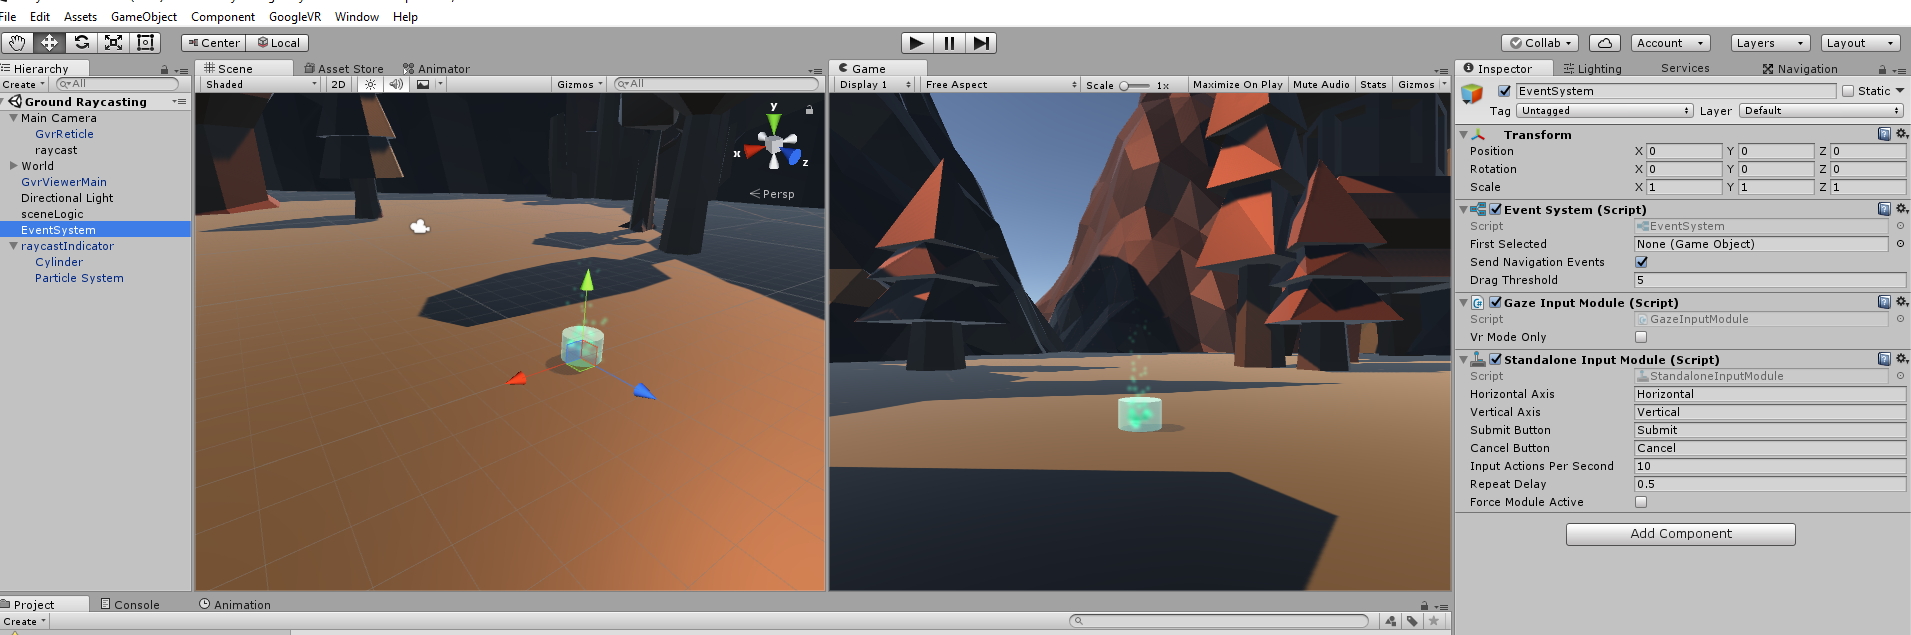 File Edit Assets GameObject Component GoogleVR Window Help
Center Local
Collab Account Layers Layout
Hierarchy
Create All
Ground Raycasting
Main Camera
GvrReticle
raycast
World
GvrViewerMain
Directional Light
sceneLogic
EventSystem
raycastIndicator
Cylinder
Particle System
Scene Asset Store Animator
Shaded 2D Gizmos All
y
x
z
Persp
Game
Display 1 Free Aspect Scale 1x Maximize On Play Mute Audio Stats Gizmos
Inspector Lighting Services Navigation
EventSystem Static
Tag Untagged Layer Default
Transform
Position X 0 Y 0 Z 0
Rotation X 0 Y 0 Z 0
Scale X 1 Y 1 Z 1
Event System (Script)
Script EventSystem
First Selected None (Game Object)
Send Navigation Events
Drag Threshold 5
Gaze Input Module (Script)
Script GazeInputModule
Vr Mode Only
Standalone Input Module (Script)
Script StandaloneInputModule
Horizontal Axis Horizontal
Vertical Axis Vertical
Submit Button Submit
Cancel Button Cancel
Input Actions Per Second 10
Repeat Delay 0.5
Force Module Active
Add Component
Project Console Animation
Create